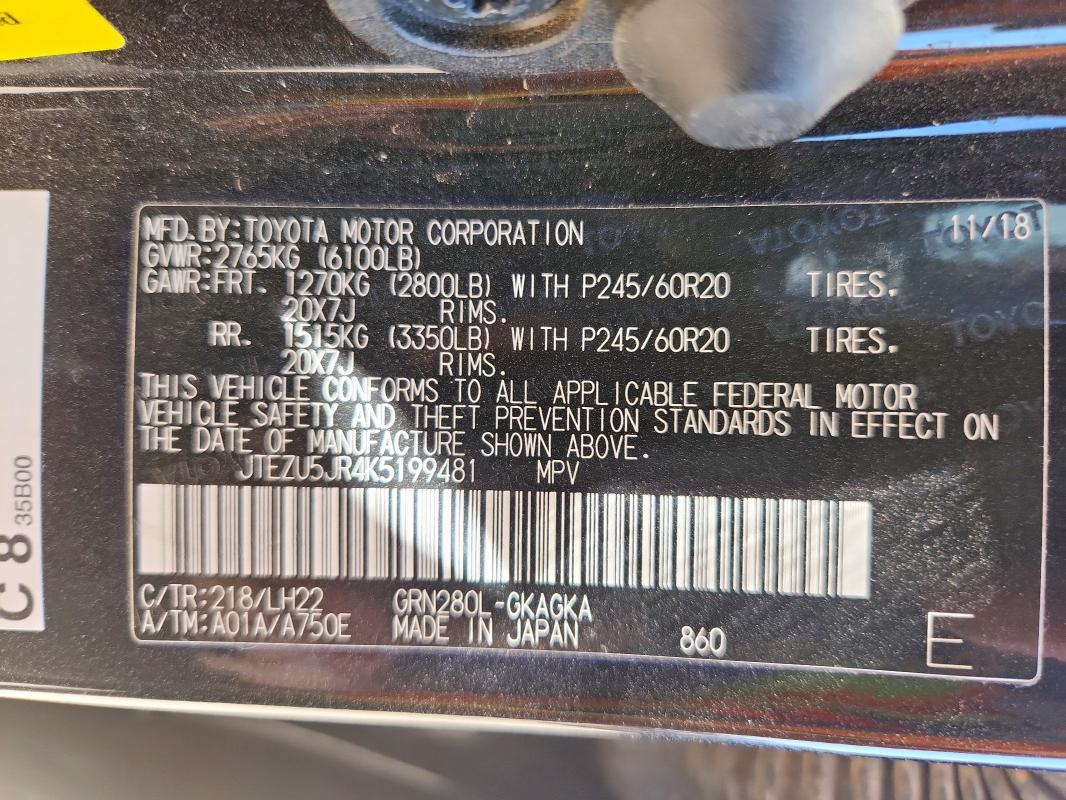 MFD.BY:TOYOTA MOTOR CORPORATION 11/18
GVWR:2765KG (6100LB)
GAWR:FRT. 1270KG (2800LB) WITH P245/60R20 TIRES.
20X7J RIMS.
RR. 1515KG (3350LB) WITH P245/60R20 TIRES.
20X7J RIMS.
THIS VEHICLE CONFORMS TO ALL APPLICABLE FEDERAL MOTOR
VEHICLE SAFETY AND THEFT PREVENTION STANDARDS IN EFFECT ON
THE DATE OF MANUFACTURE SHOWN ABOVE.
JTEZU5JR4K5199481 MPV
C/TR:218/LH22 GRN280L-GKAGKA
A/TM:A01A/A750E MADE IN JAPAN 860
E
C 8
35B00
TOYOTA